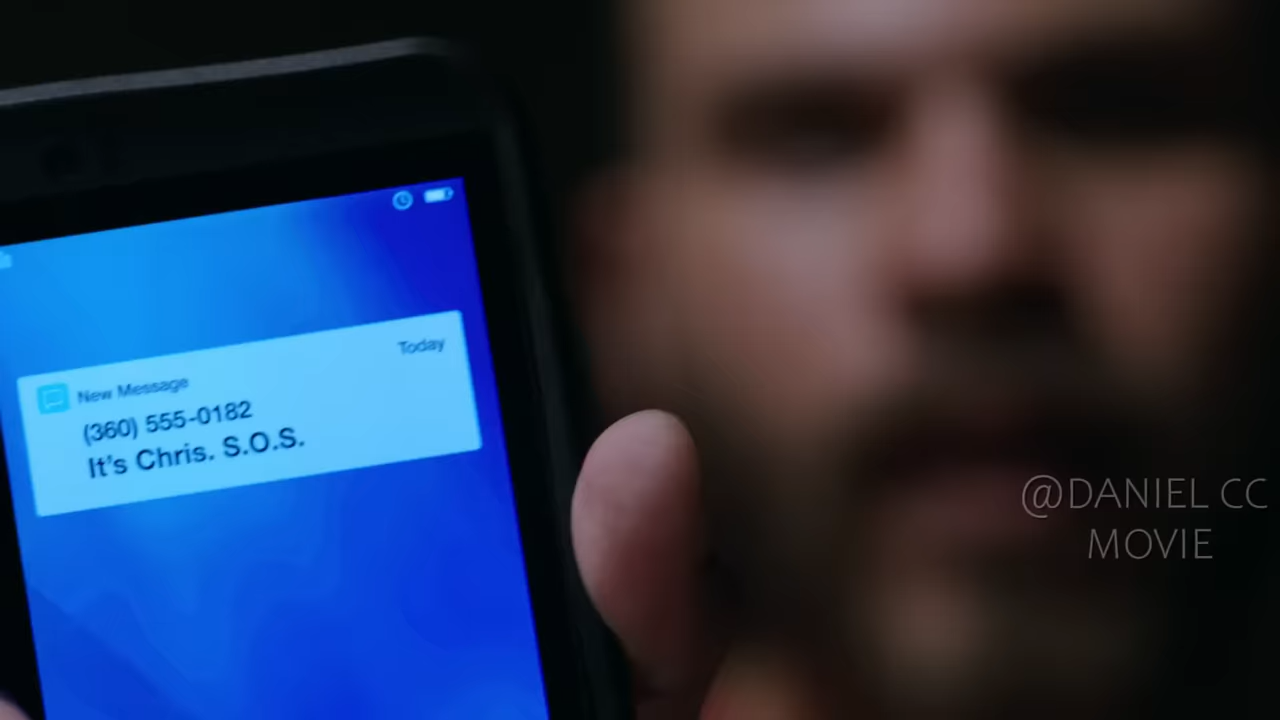 Today
New Message
(360) 555-0182
It's Chris. S.O.S.
@DANIEL CC
MOVIE